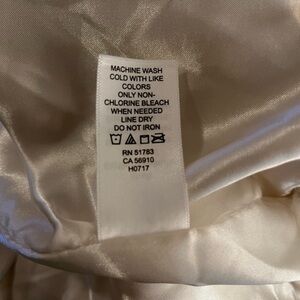 MACHINE WASH
COLD WITH LIKE
COLORS
ONLY NON-
CHLORINE BLEACH
WHEN NEEDED
LINE DRY
DO NOT IRON
RN 51783
CA 56910
H0717